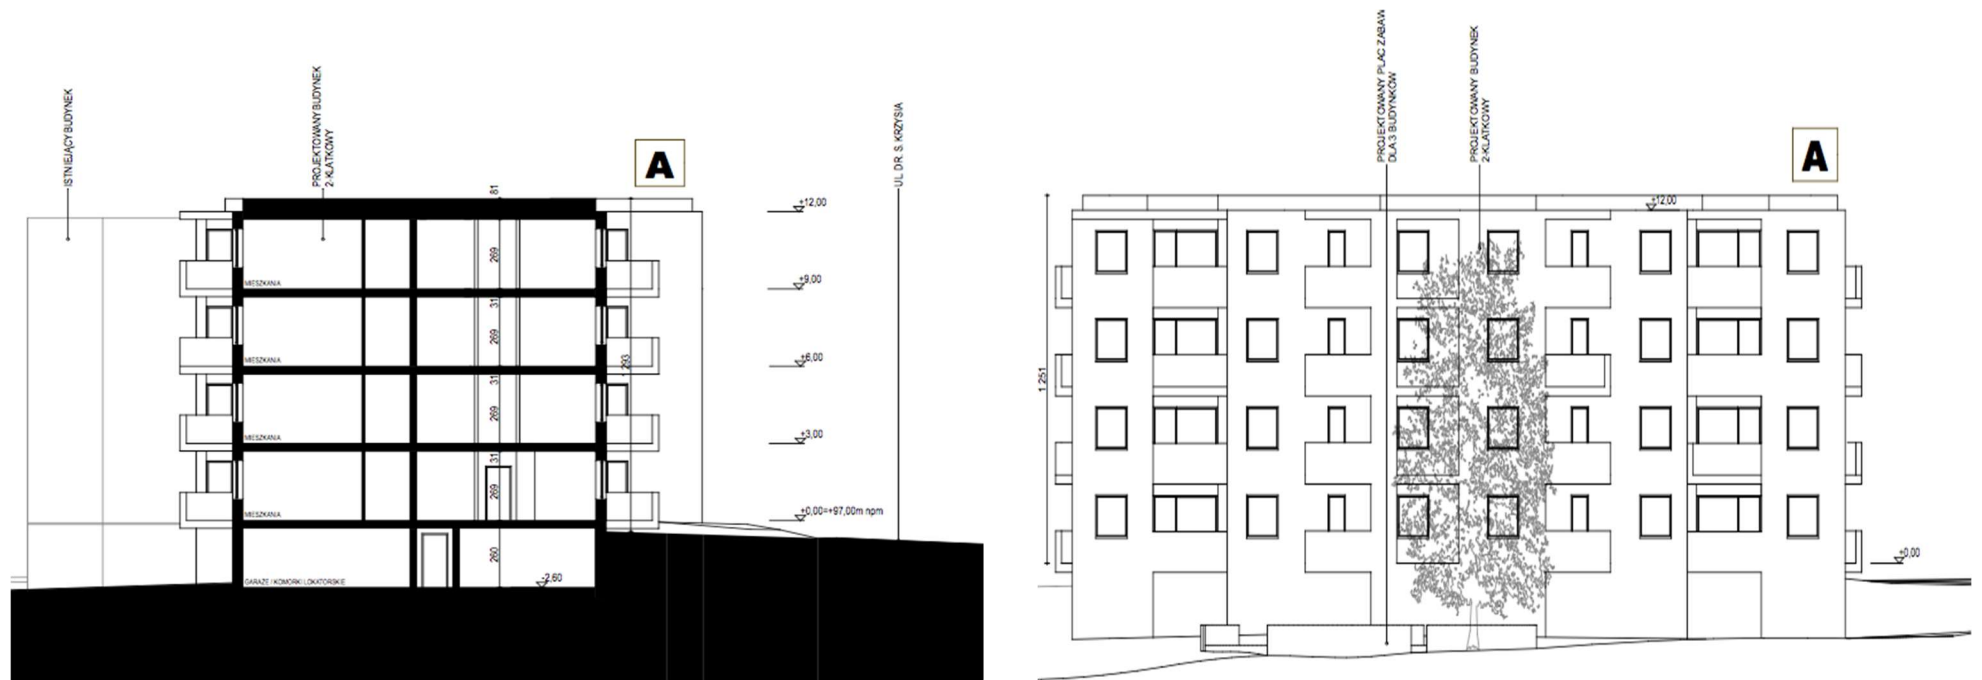 ISTNIEJĄCY BUDYNEK
PROJEKTOWANY BUDYNEK
2-KLATKOWY
A
UL. DR. S. KRZYSIA
81
+12,00
269
MIESZKANIA
+9,00
31
269
MIESZKANIA
1 293
+6,00
31
269
MIESZKANIA
+3,00
31
269
MIESZKANIA
+0,00=+97,00m npm
260
GARAŻE I KOMÓRKI LOKATORSKIE
-2,60
PROJEKTOWANY PLAC ZABAW
DLA 3 BUDYNKÓW
PROJEKTOWANY BUDYNEK
2-KLATKOWY
A
+12,00
1 251
+0,00